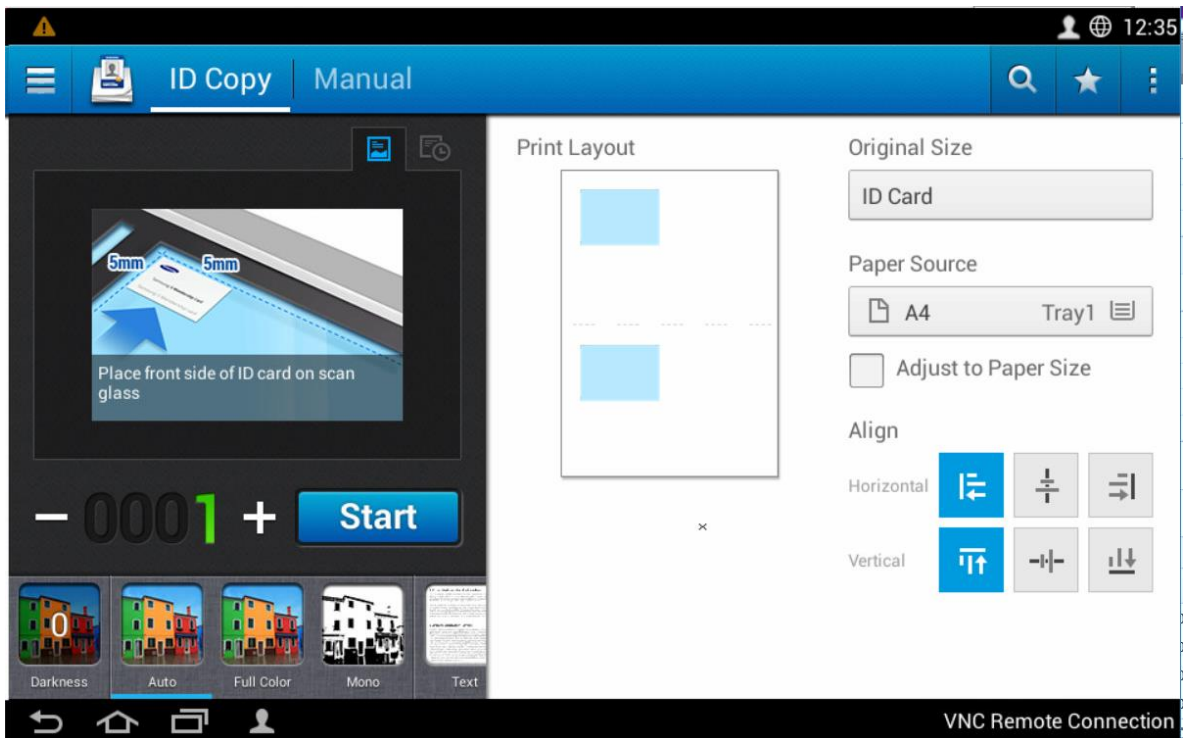 12:35
ID Copy
Manual
Print Layout
Original Size
ID Card
5mm
5mm
Place front side of ID card on scan
glass
Paper Source
A4
Tray1
Adjust to Paper Size
Align
Horizontal
Vertical
0001
Start
0
Darkness
Auto
Full Color
Mono
Text
VNC Remote Connection